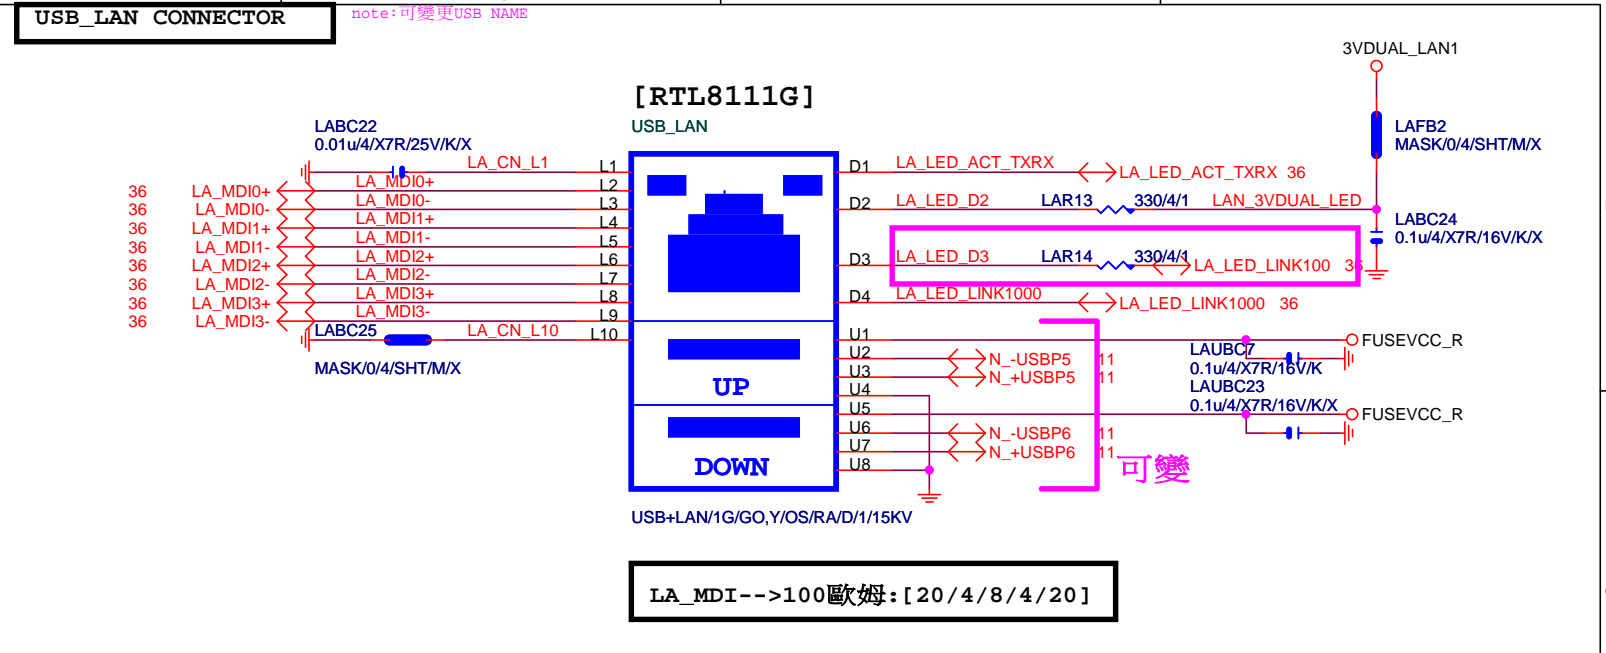 USB_LAN CONNECTOR
note:可變更USB NAME
3VDUAL_LAN1
[RTL8111G]
USB_LAN
LABC22
0.01u/4/X7R/25V/K/X
LAFB2
MASK/0/4/SHT/M/X
LA_CN_L1 L1
D1 LA_LED_ACT_TXRX LA_LED_ACT_TXRX 36
36 LA_MDI0+ LA_MDI0+ L2
36 LA_MDI0- LA_MDI0- L3
D2 LA_LED_D2 LAR13 330/4/1 LAN_3VDUAL_LED
36 LA_MDI1+ LA_MDI1+ L4
LABC24
0.1u/4/X7R/16V/K/X
36 LA_MDI1- LA_MDI1- L5
36 LA_MDI2+ LA_MDI2+ L6
D3 LA_LED_D3 LAR14 330/4/1 LA_LED_LINK100 36
36 LA_MDI2- LA_MDI2- L7
36 LA_MDI3+ LA_MDI3+ L8
D4 LA_LED_LINK1000 LA_LED_LINK1000 36
36 LA_MDI3- LA_MDI3- L9
LABC25 LA_CN_L10 L10
MASK/0/4/SHT/M/X
U1 FUSEVCC_R
U2 N_-USBP5 11
LAUBC7
0.1u/4/X7R/16V/K
U3 N_+USBP5 11
UP
U4
LAUBC23
0.1u/4/X7R/16V/K/X
U5 FUSEVCC_R
U6 N_-USBP6 11
U7 N_+USBP6 11
DOWN
U8
可變
USB+LAN/1G/GO,Y/OS/RA/D/1/15KV
LA_MDI-->100歐姆:[20/4/8/4/20]